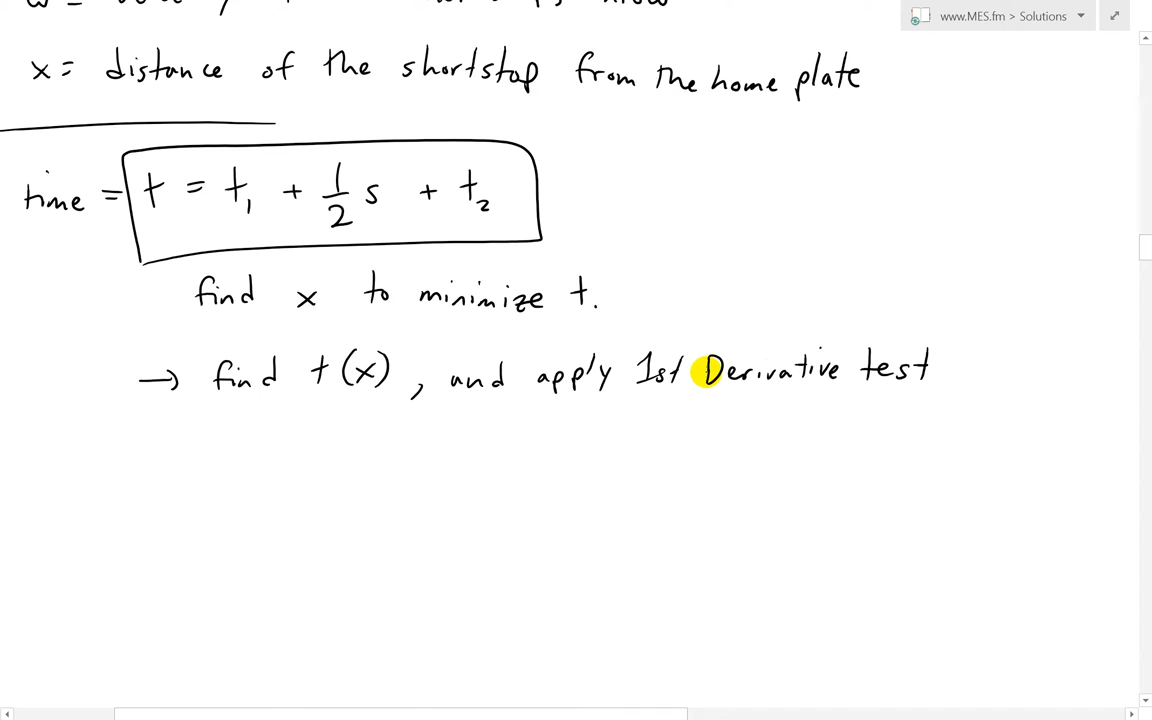 www.MES.fm > Solutions
x = distance of the shortstop from the home plate
time = t = t₁ + 1/2 s + t₂
find x to minimize t.
→ find t(x), and apply 1st Derivative test